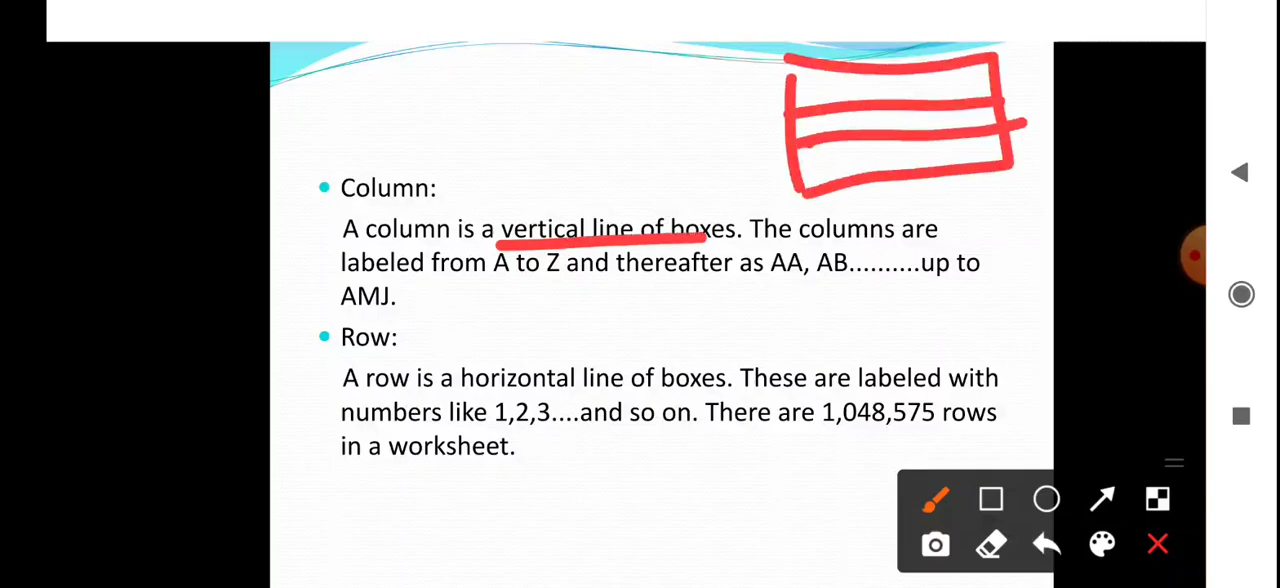 Column:
A column is a vertical line of boxes. The columns are
labeled from A to Z and thereafter as AA, AB..........up to
AMJ.
Row:
A row is a horizontal line of boxes. These are labeled with
numbers like 1,2,3....and so on. There are 1,048,575 rows
in a worksheet.